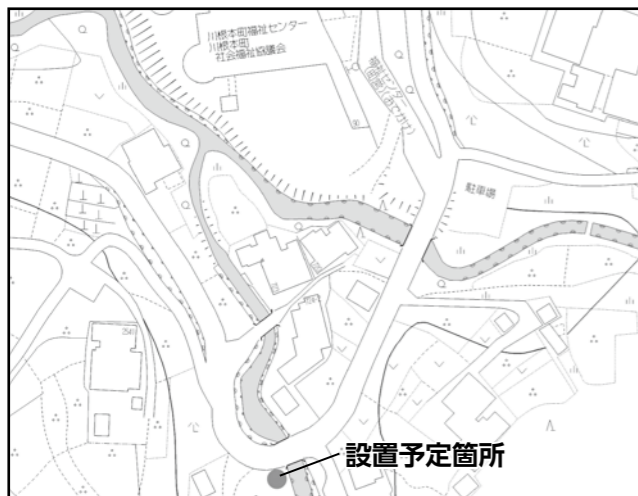 川根本町福祉センター
川根本町
社会福祉協議会
駐車場
設置予定箇所